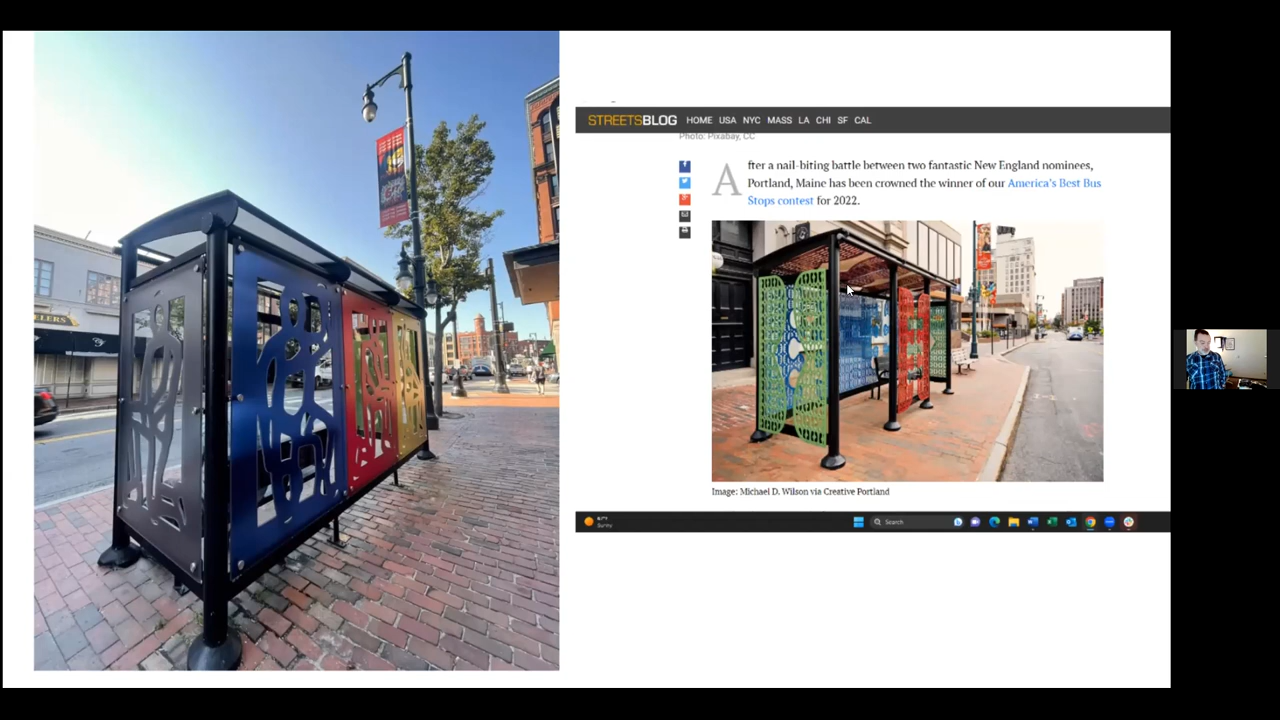 ELERS
STREETSBLOG HOME USA NYC MASS LA CHI SF CAL
Photo: Pixabay, CC
After a nail-biting battle between two fantastic New England nominees,
Portland, Maine has been crowned the winner of our America's Best Bus
Stops contest for 2022.
Image: Michael D. Wilson via Creative Portland
Sunny
Search